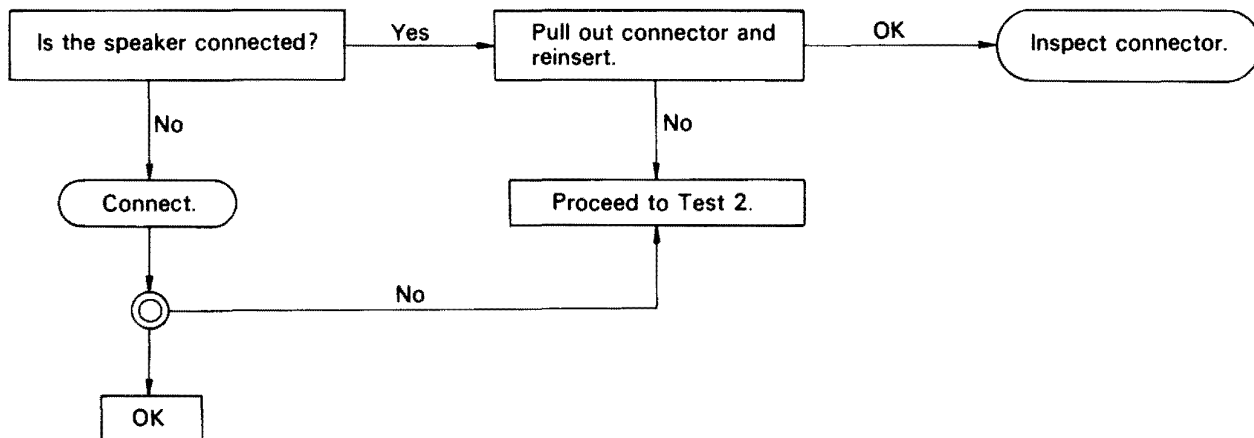 Is the speaker connected?
Yes
Pull out connector and
reinsert.
OK
Inspect connector.
No
No
Connect.
Proceed to Test 2.
No
OK